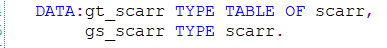 DATA:gt_scarr TYPE TABLE OF scarr,
gs_scarr TYPE scarr.